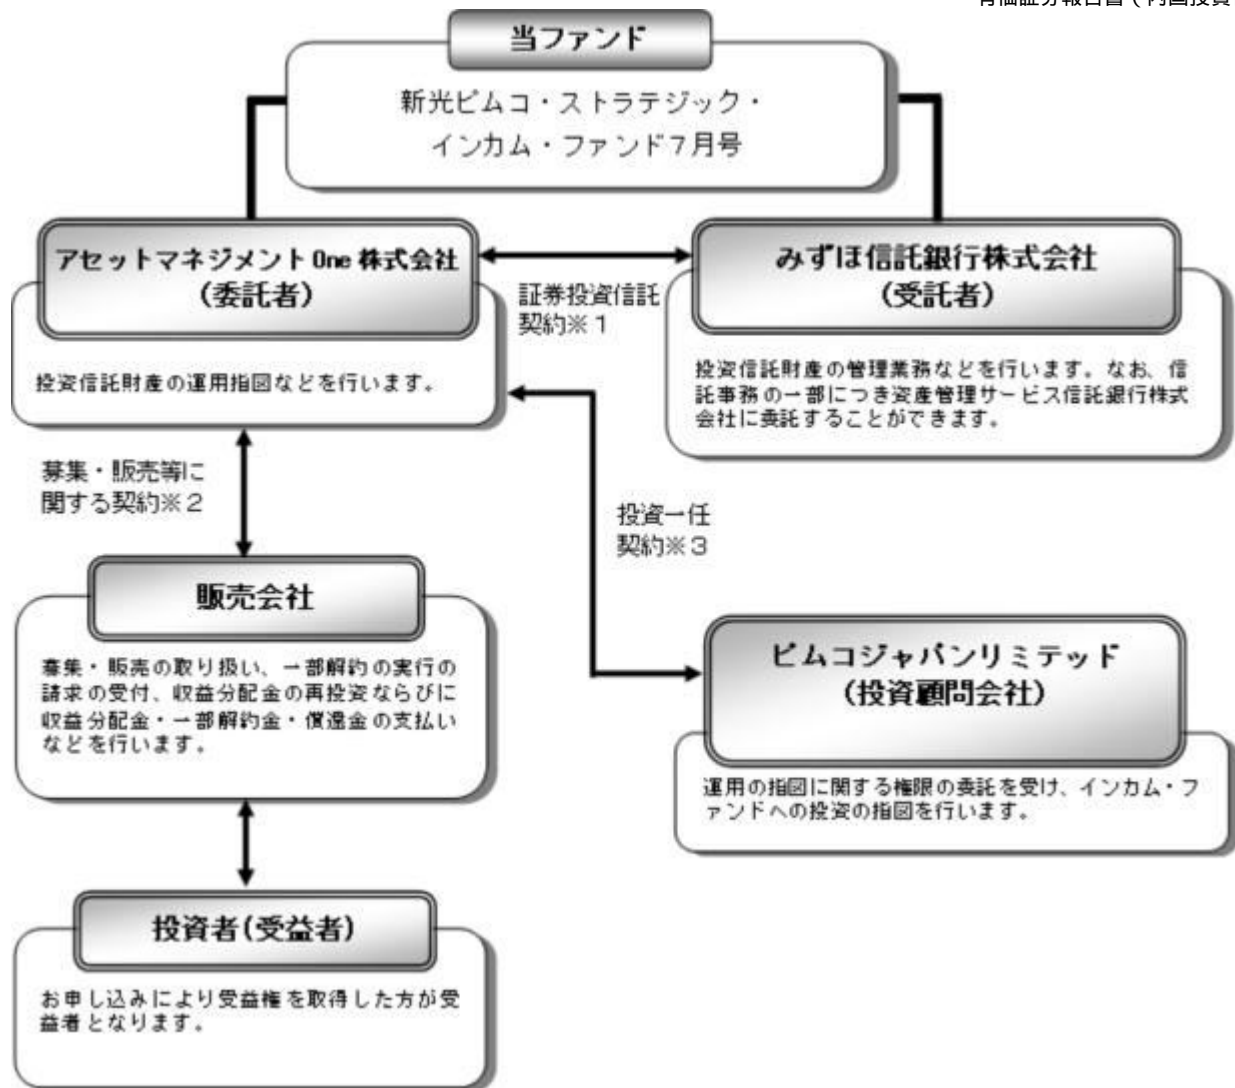 当ファンド
新光ピムコ・ストラテジック・
インカム・ファンド7月号
アセットマネジメントOne株式会社
(委託者)
投資信託財産の運用指図などを行います。
証券投資信託
契約※1
みずほ信託銀行株式会社
(受託者)
投資信託財産の管理業務などを行います。なお、信
託事務の一部につき資産管理サービス信託銀行株式
会社に委託することができます。
募集・販売等に
関する契約※2
投資一任
契約※3
販売会社
募集・販売の取り扱い、一部解約の実行の
請求の受付、収益分配金の再投資ならびに
収益分配金・一部解約金・償還金の支払い
などを行います。
ピムコジャパンリミテッド
(投資顧問会社)
運用の指図に関する権限の委託を受け、インカム・フ
ァンドへの投資の指図を行います。
投資者(受益者)
お申し込みにより受益権を取得した方が受
益者となります。